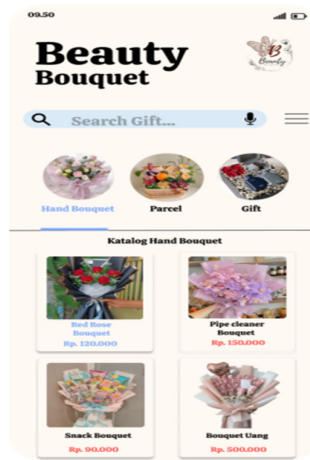 09.50
Beauty
Bouquet
B
Beauty
Search Gift...
Hand Bouquet
Parcel
Gift
Katalog Hand Bouquet
Red Rose
Bouquet
Rp. 120.000
Pipe cleaner
Bouquet
Rp. 150.000
Snack Bouquet
Rp. 90.000
Bouquet Uang
Rp. 500.000